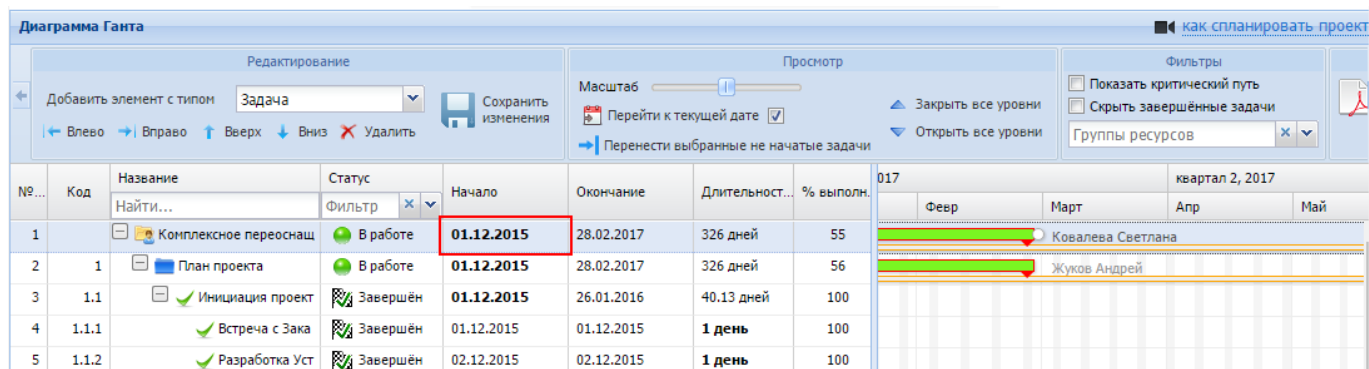 Диаграмма Ганта
как спланировать проект
Редактирование
Просмотр
Фильтры
Добавить элемент с типом Задача
Сохранить изменения
Влево Вправо Вверх Вниз Удалить
Масштаб
Перейти к текущей дате
Перенести выбранные не начатые задачи
Закрыть все уровни
Открыть все уровни
Показать критический путь
Скрыть завершённые задачи
Группы ресурсов
№... Код Название Статус Начало Окончание Длительност... % выполн.
Найти... Фильтр
017 квартал 2, 2017
Февр Март Апр Май
1 Комплексное переоснащ В работе 01.12.2015 28.02.2017 326 дней 55 Ковалева Светлана
2 1 План проекта В работе 01.12.2015 28.02.2017 326 дней 56 Жуков Андрей
3 1.1 Инициация проект Завершён 01.12.2015 26.01.2016 40.13 дней 100
4 1.1.1 Встреча с Зака Завершён 01.12.2015 01.12.2015 1 день 100
5 1.1.2 Разработка Уст Завершён 02.12.2015 02.12.2015 1 день 100